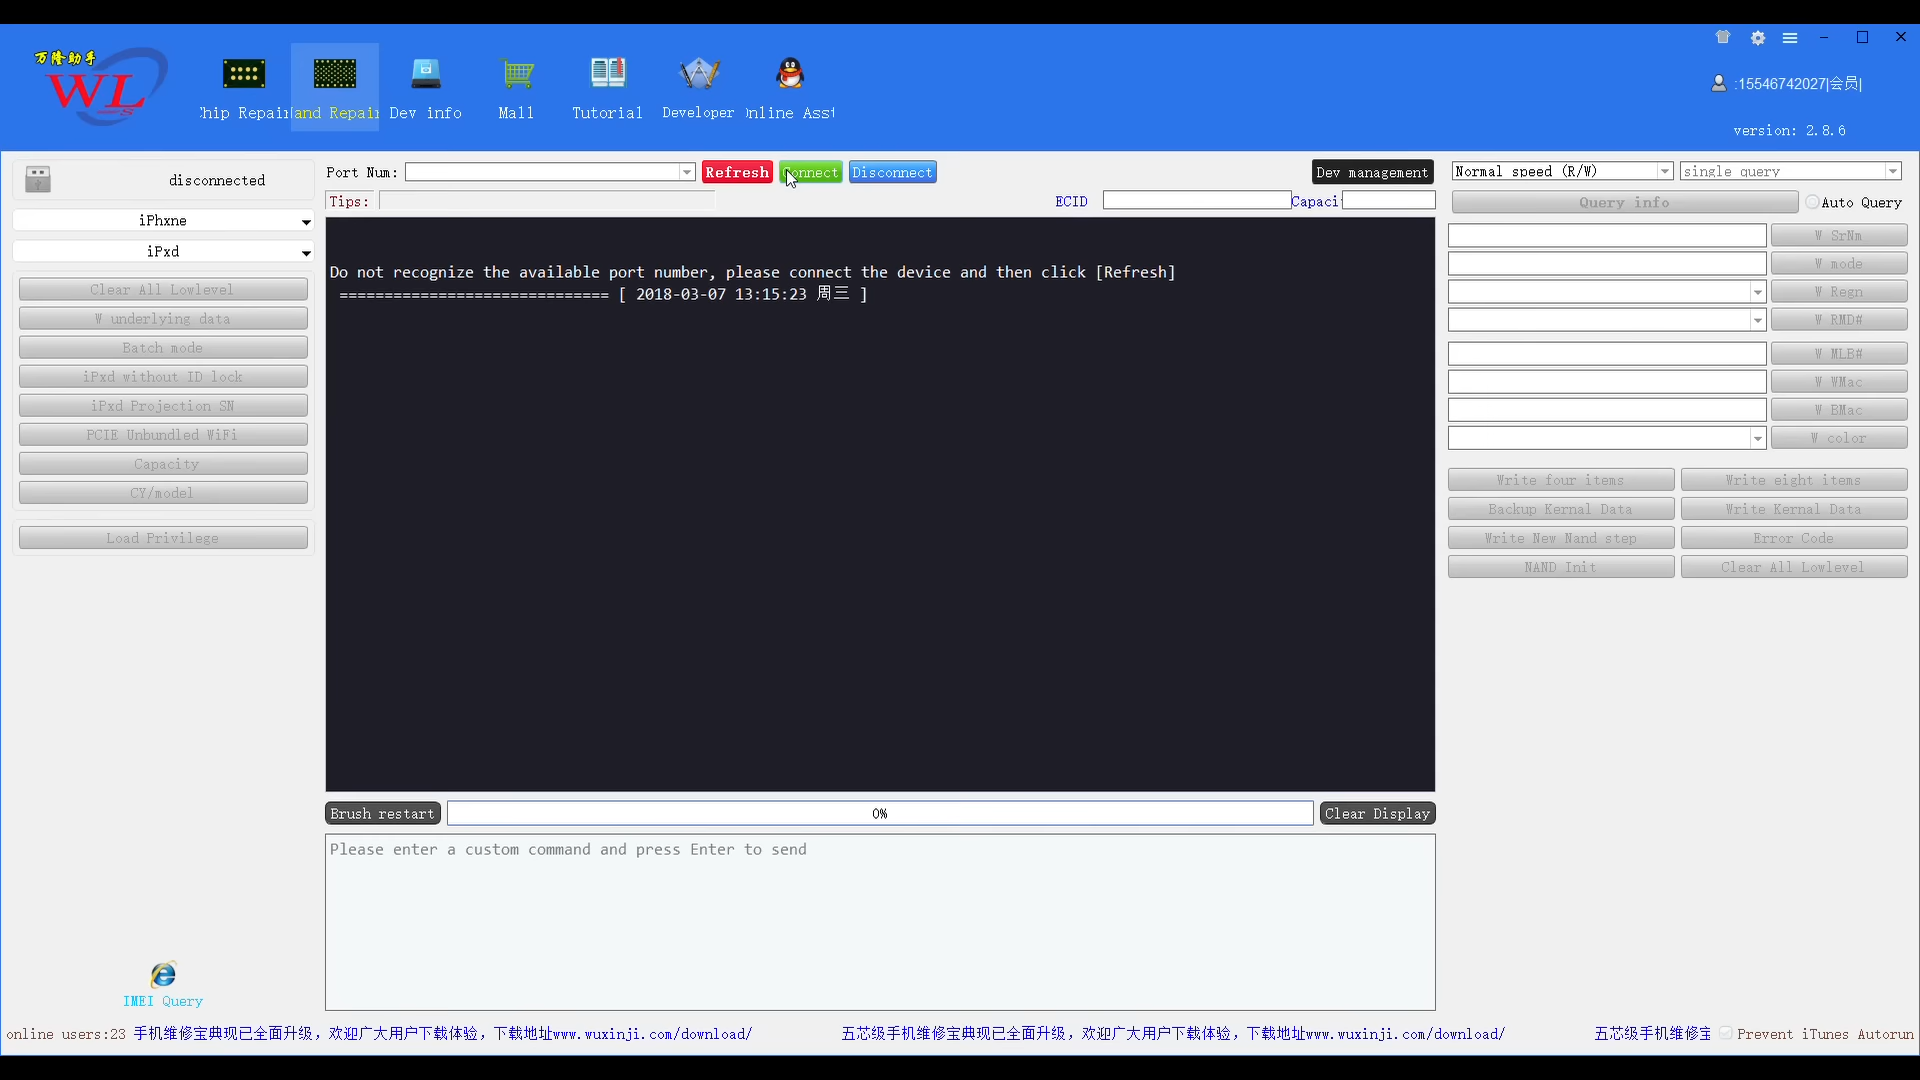 万隆助手
WL
Chip Repair
Nand Repair
Dev info
Mall
Tutorial
Developer
Online Asst
:15546742027|会员|
version: 2.8.6
disconnected
Port Num:
Refresh
Connect
Disconnect
Dev management
Normal speed (R/W)
single query
Tips:
ECID
Capaci
Query info
Auto Query
iPhxne
iPxd
Clear All Lowlevel
W underlying data
Batch mode
iPxd without ID lock
iPxd Projection SN
PCIE Unbundled WiFi
Capacity
CY/model
Load Privilege
Do not recognize the available port number, please connect the device and then click [Refresh]
============================== [ 2018-03-07 13:15:23 周三 ]
W SrNm
W mode
W Regn
W RMD#
W MLB#
W WMac
W BMac
W color
Write four items
Write eight items
Backup Kernal Data
Write Kernal Data
Write New Nand step
Error Code
NAND Init
Clear All Lowlevel
Brush restart
0%
Clear Display
Please enter a custom command and press Enter to send
IMEI Query
online users:23
手机维修宝典现已全面升级，欢迎广大用户下载体验，下载地址www.wuxinji.com/download/
五芯级手机维修宝典现已全面升级，欢迎广大用户下载体验，下载地址www.wuxinji.com/download/
五芯级手机维修宝
Prevent iTunes Autorun